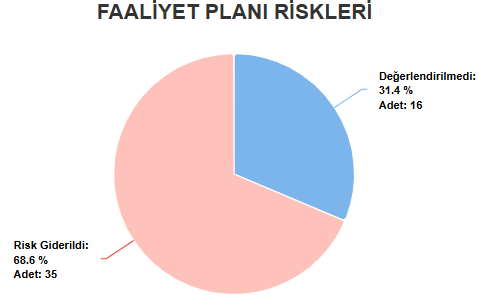 FAALİYET PLANI RİSKLERİ
Değerlendirilmedi:
31.4 %
Adet: 16
Risk Giderildi:
68.6 %
Adet: 35